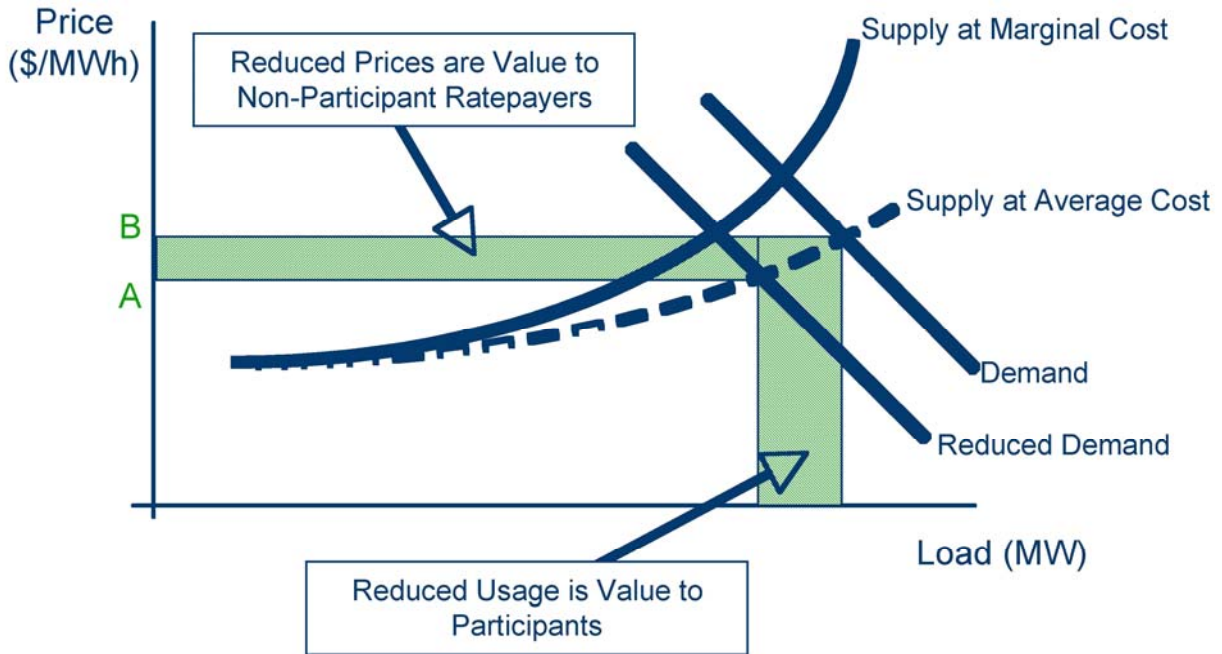 Price
($/MWh)
Supply at Marginal Cost
Reduced Prices are Value to
Non-Participant Ratepayers
Supply at Average Cost
B
A
Demand
Reduced Demand
Load (MW)
Reduced Usage is Value to
Participants